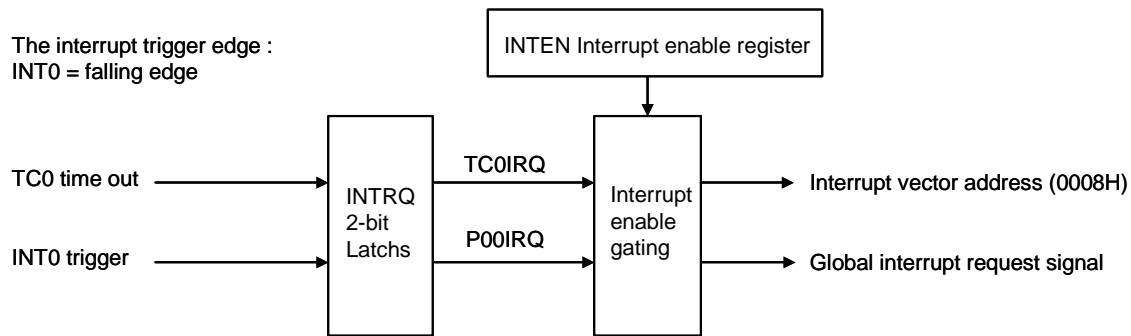 The interrupt trigger edge :
INT0 = falling edge
INTEN Interrupt enable register
TC0 time out
INT0 trigger
INTRQ
2-bit
Latchs
TC0IRQ
P00IRQ
Interrupt
enable
gating
Interrupt vector address (0008H)
Global interrupt request signal